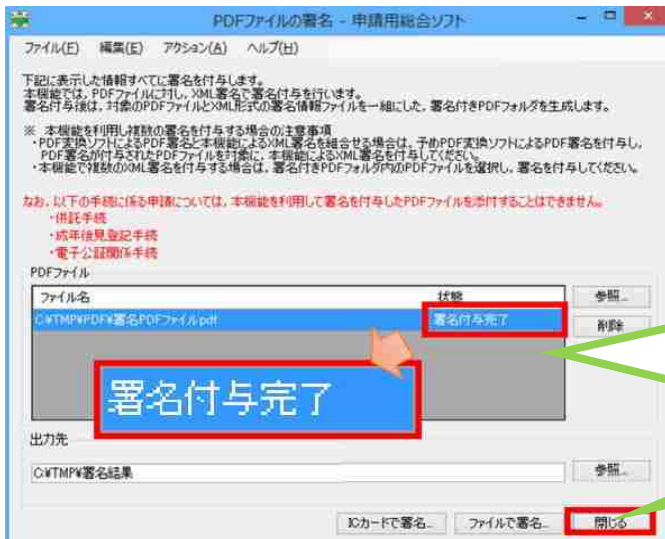 PDFファイルの署名 - 申請用総合ソフト
ファイル(F) 編集(E) アクション(A) ヘルプ(H)
下記に表示した情報すべてに署名を付与します。
本機能では、PDFファイルに対し、XML署名で署名付与を行います。
署名付与後は、対象のPDFファイルとXML形式の署名情報ファイルを一組にした、署名付きPDFフォルダを生成します。
※ 本機能を利用し複数の署名を付与する場合の注意事項
・PDF変換ソフトによるPDF署名と本機能によるXML署名を組合せる場合は、予めPDF変換ソフトによるPDF署名を付与し、
PDF署名が付与されたPDFファイルを対象に、本機能によるXML署名を付与してください。
・本機能で複数のXML署名を付与する場合は、署名付きPDFフォルダ内のPDFファイルを選択し、署名を付与してください。
なお、以下の手続に係る申請については、本機能を利用して署名を付与したPDFファイルを添付することはできません。
・供託手続
・成年後見登記手続
・電子公証関係手続
PDFファイル
ファイル名 状態 参照...
C:¥TMP¥PDF¥署名PDFファイル.pdf 署名付与完了 削除
署名付与完了
出力先
C:¥TMP¥署名結果 参照...
ICカードで署名... ファイルで署名... 閉じる